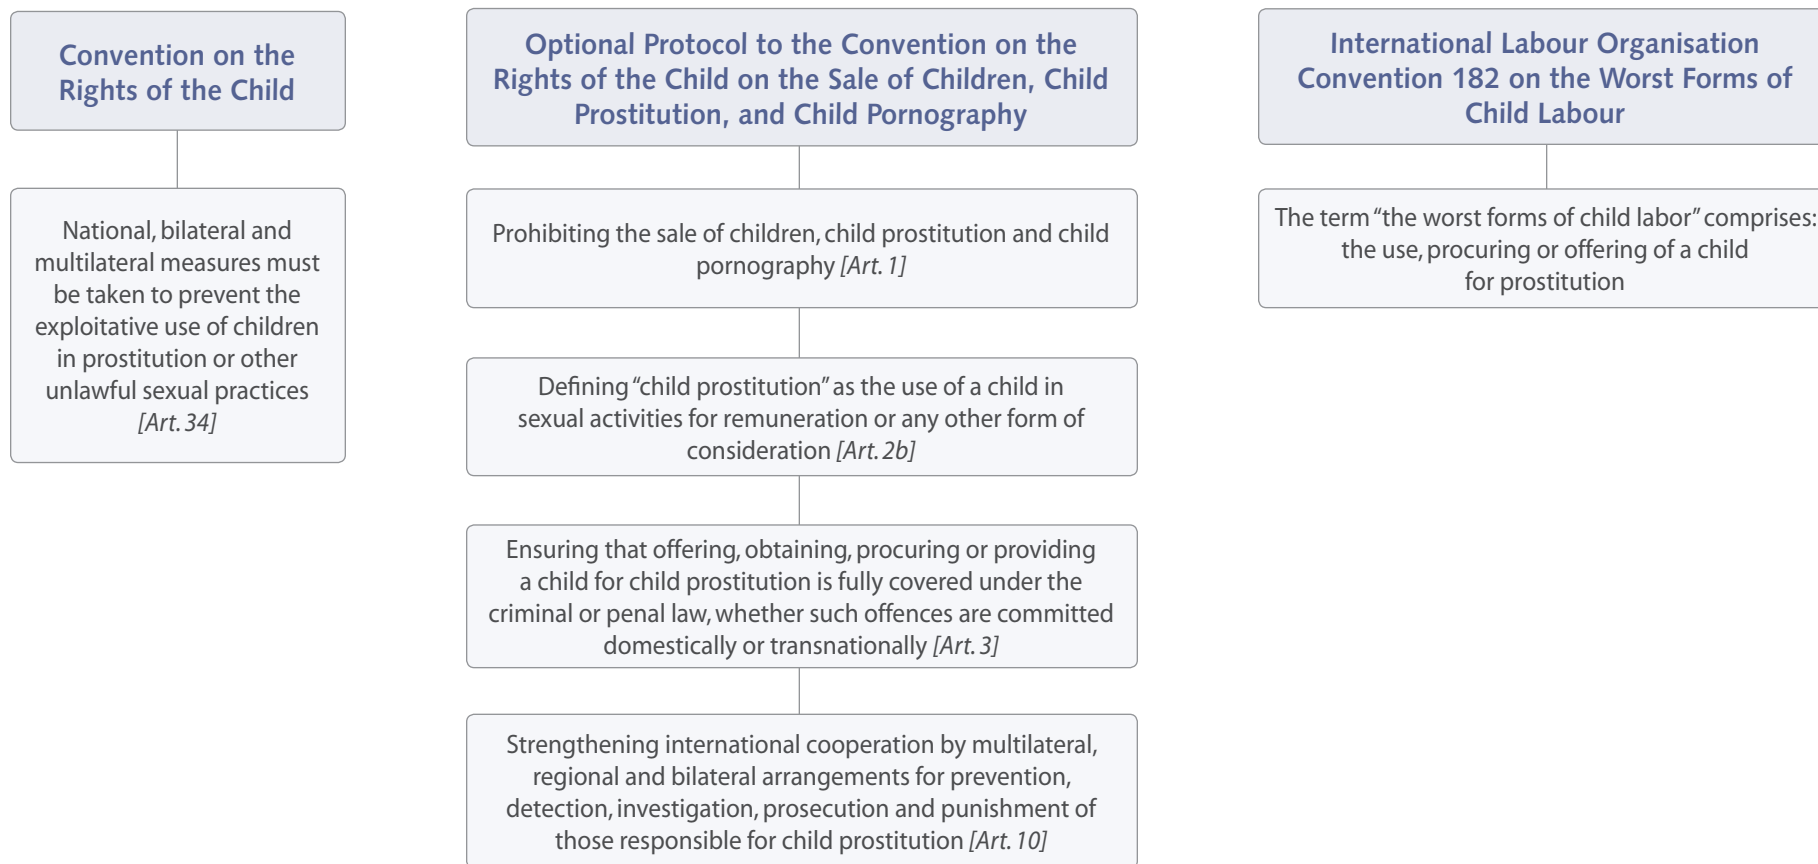 Convention on the
Rights of the Child
National, bilateral and
multilateral measures must
be taken to prevent the
exploitative use of children
in prostitution or other
unlawful sexual practices
[Art. 34]
Optional Protocol to the Convention on the
Rights of the Child on the Sale of Children, Child
Prostitution, and Child Pornography
Prohibiting the sale of children, child prostitution and child
pornography [Art. 1]
Defining “child prostitution” as the use of a child in
sexual activities for remuneration or any other form of
consideration [Art. 2b]
Ensuring that offering, obtaining, procuring or providing
a child for child prostitution is fully covered under the
criminal or penal law, whether such offences are committed
domestically or transnationally [Art. 3]
Strengthening international cooperation by multilateral,
regional and bilateral arrangements for prevention,
detection, investigation, prosecution and punishment of
those responsible for child prostitution [Art. 10]
International Labour Organisation
Convention 182 on the Worst Forms of
Child Labour
The term “the worst forms of child labor” comprises:
the use, procuring or offering of a child
for prostitution